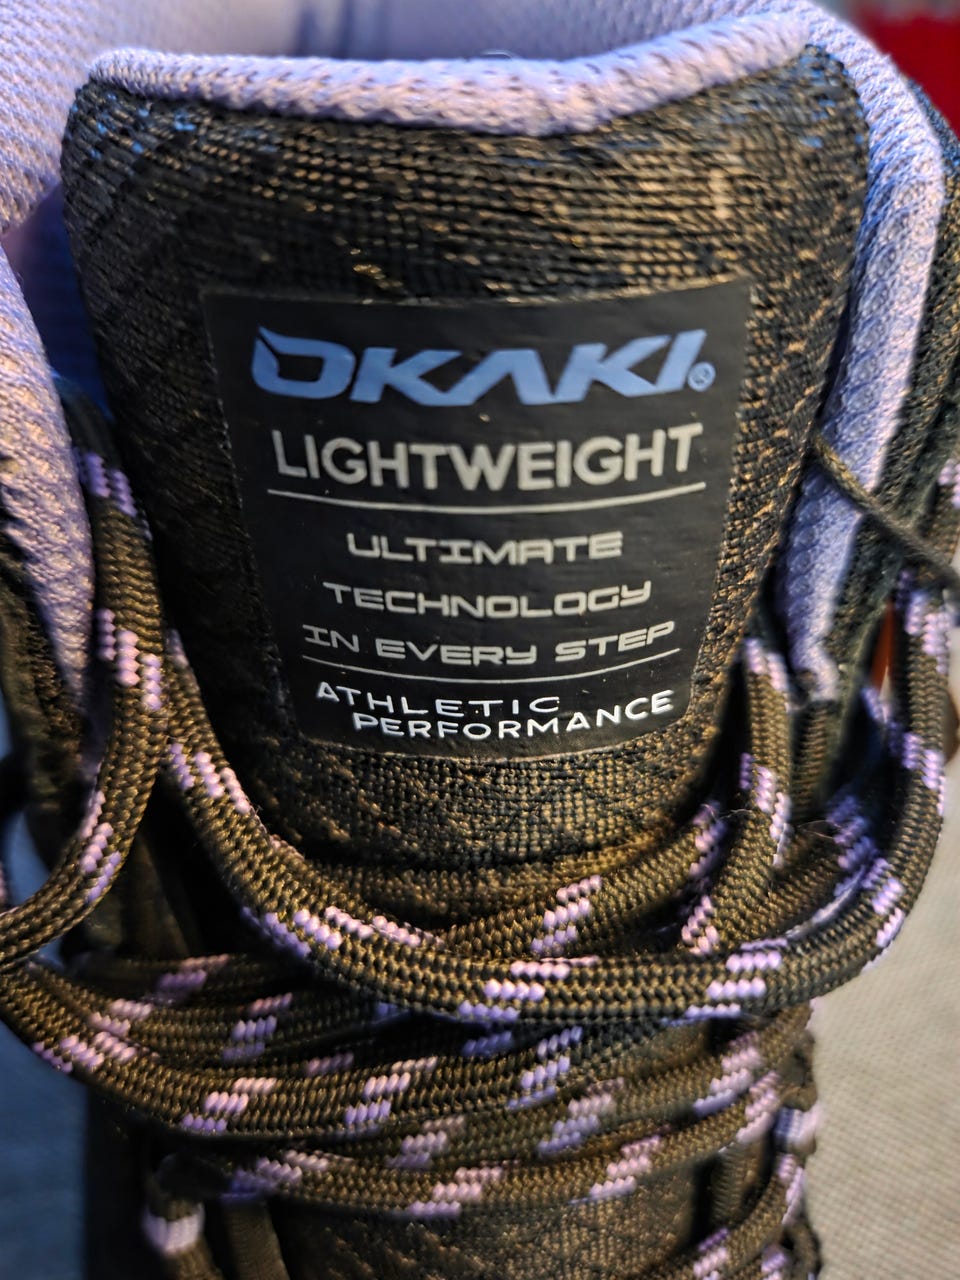 OKAKI®
LIGHTWEIGHT
ULTIMATE
TECHNOLOGY
IN EVERY STEP
ATHLETIC
PERFORMANCE